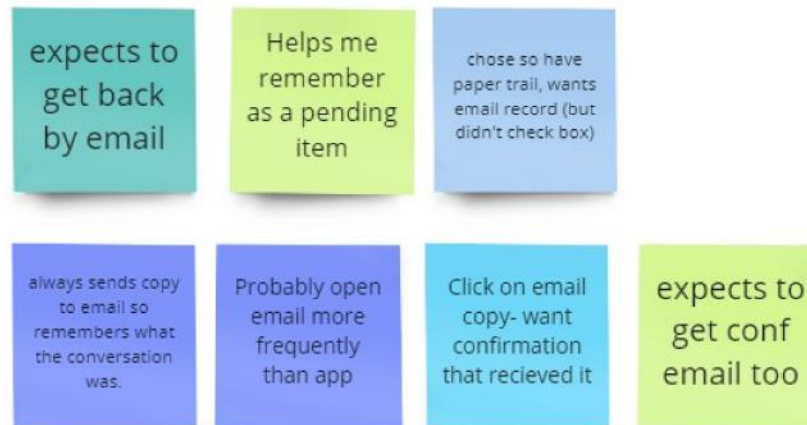 expects to
get back
by email
Helps me
remember
as a pending
item
chose so have
paper trail, wants
email record (but
didn't check box)
always sends copy
to email so
remembers what
the conversation
was.
Probably open
email more
frequently
than app
Click on email
copy- want
confirmation
that recieved it
expects to
get conf
email too